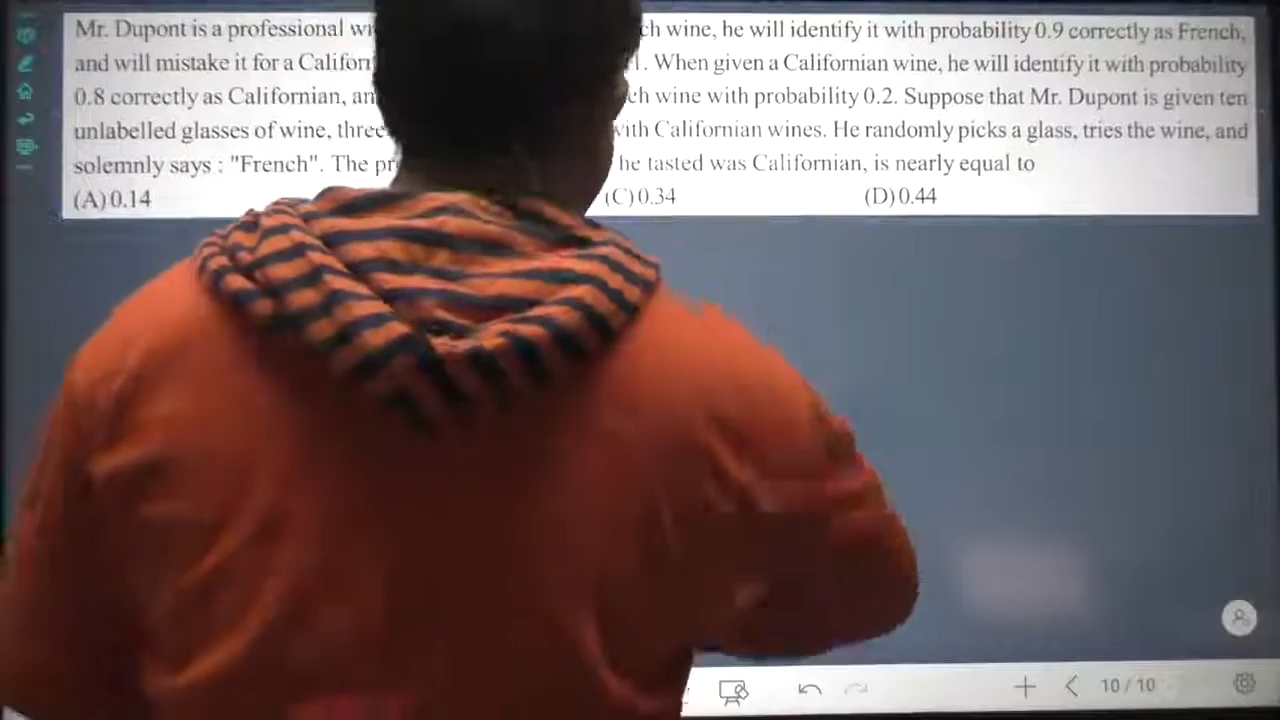 Mr. Dupont is a professional ch wine, he will identify it with probability 0.9 correctly as French,
and will mistake it for a Californ 1. When given a Californian wine, he will identify it with probability
0.8 correctly as Californian, an ch wine with probability 0.2. Suppose that Mr. Dupont is given ten
unlabelled glasses of wine, three with Californian wines. He randomly picks a glass, tries the wine, and
solemnly says : "French". The pr he tasted was Californian, is nearly equal to
(A) 0.14 (C) 0.34 (D) 0.44
10 / 10